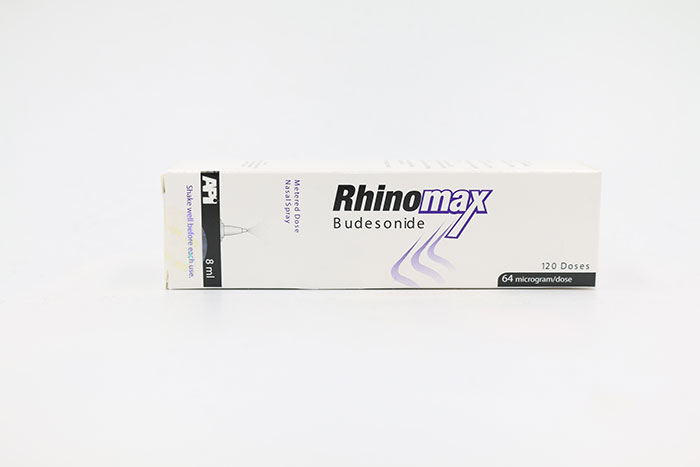 Rhinomax
Budesonide
120 Doses
64 microgram/dose
Metered Dose
Nasal Spray
API
8 ml
Shake well before each use.